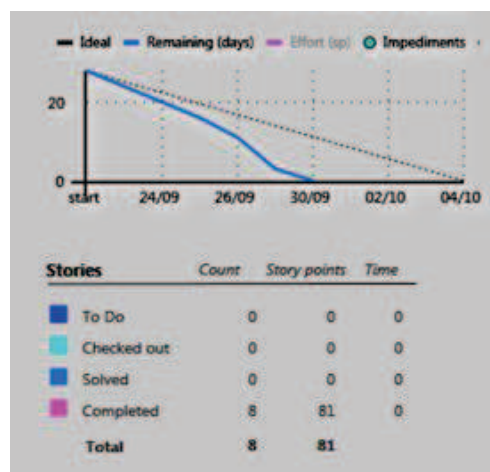 Ideal Remaining (days) Effort (sp) Impediments
20
0
start 24/09 26/09 30/09 02/10 04/10
Stories Count Story points Time
To Do 0 0 0
Checked out 0 0 0
Solved 0 0 0
Completed 8 81 0
Total 8 81